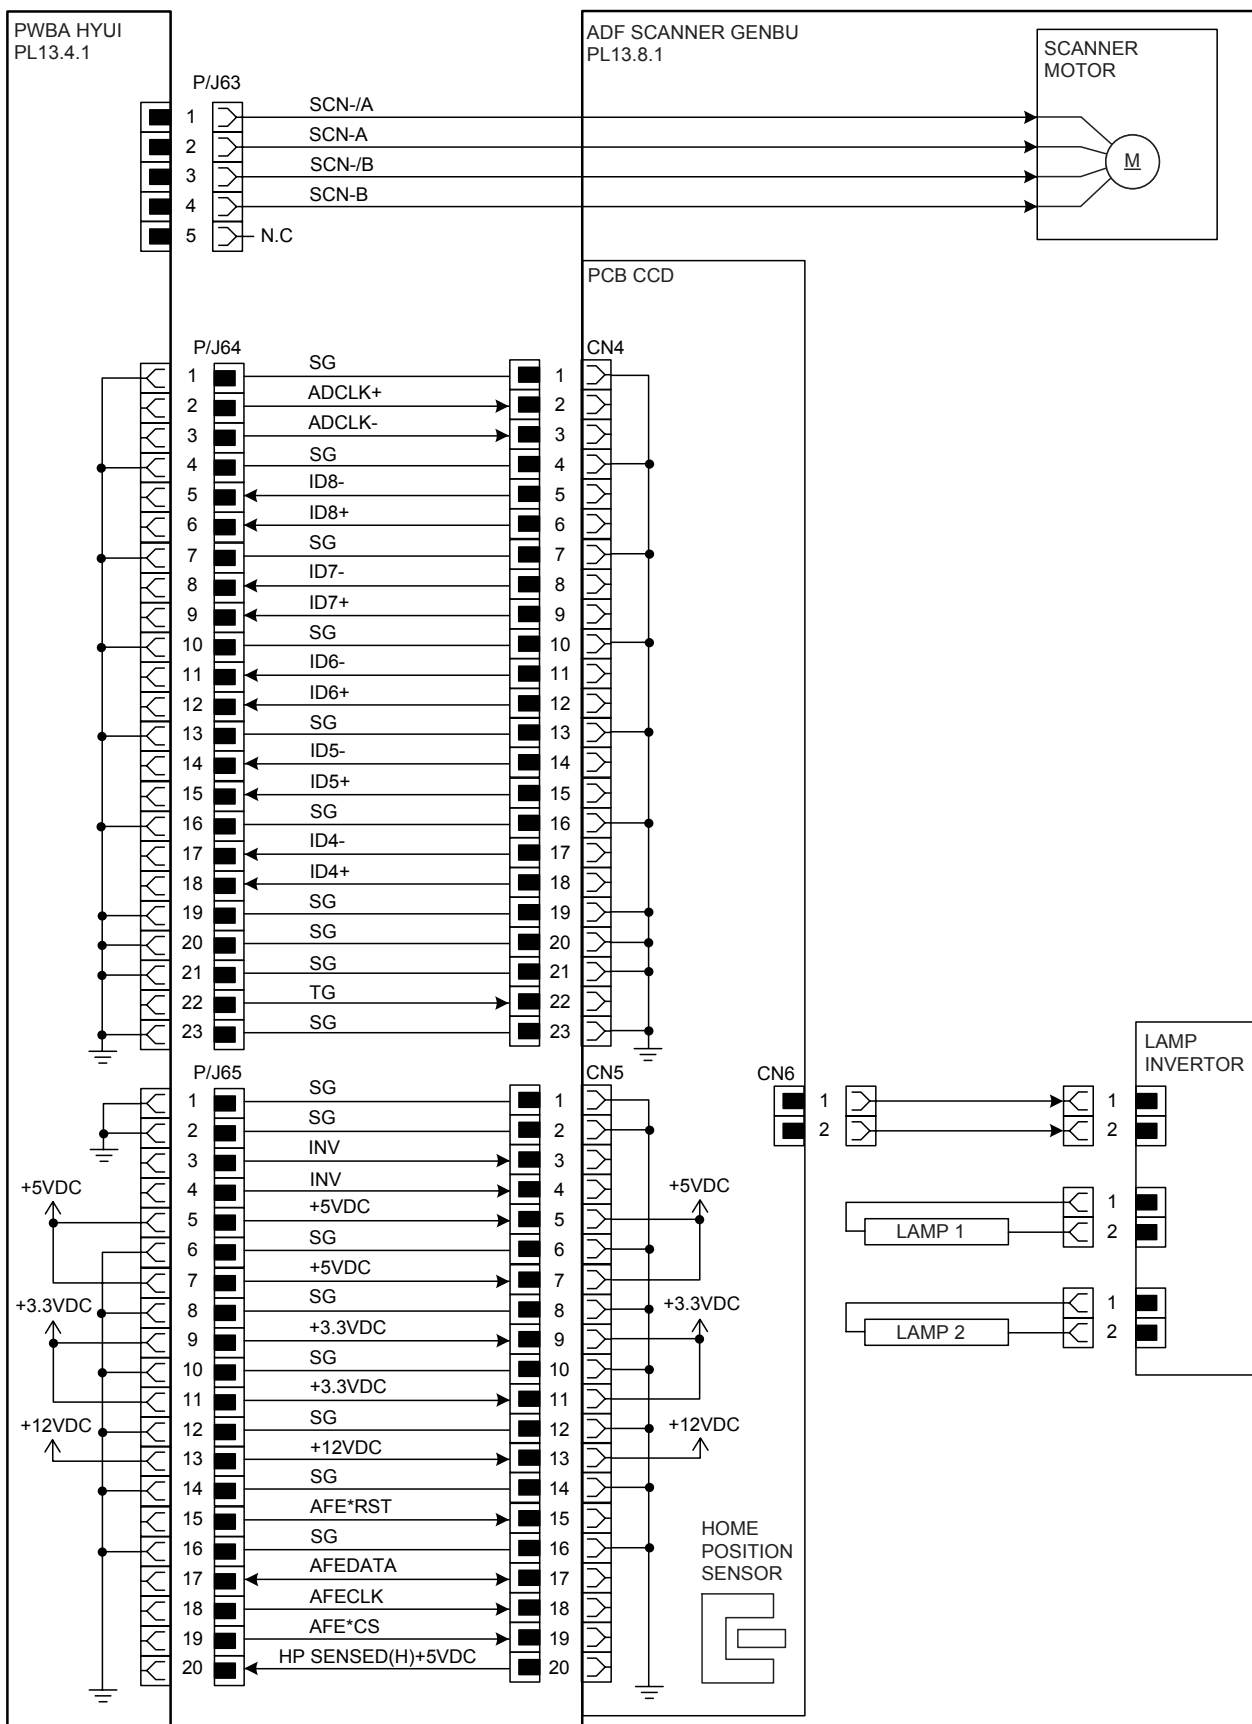 PWBA HYUI
PL13.4.1
ADF SCANNER GENBU
PL13.8.1
SCANNER
MOTOR
M
P/J63
1 SCN-/A
2 SCN-A
3 SCN-/B
4 SCN-B
5 N.C
PCB CCD
P/J64 CN4
1 SG 1
2 ADCLK+ 2
3 ADCLK- 3
4 SG 4
5 ID8- 5
6 ID8+ 6
7 SG 7
8 ID7- 8
9 ID7+ 9
10 SG 10
11 ID6- 11
12 ID6+ 12
13 SG 13
14 ID5- 14
15 ID5+ 15
16 SG 16
17 ID4- 17
18 ID4+ 18
19 SG 19
20 SG 20
21 SG 21
22 TG 22
23 SG 23
P/J65 CN5
1 SG 1
2 SG 2
3 INV 3
4 INV 4
+5VDC +5VDC
5 +5VDC 5
6 SG 6
7 +5VDC 7
+3.3VDC +3.3VDC
8 SG 8
9 +3.3VDC 9
10 SG 10
11 +3.3VDC 11
+12VDC +12VDC
12 SG 12
13 +12VDC 13
14 SG 14
15 AFE*RST 15
16 SG 16
17 AFEDATA 17
18 AFECLK 18
19 AFE*CS 19
20 HP SENSED(H)+5VDC 20
HOME
POSITION
SENSOR
CN6
1 1
2 2
LAMP
INVERTOR
1
LAMP 1 2
1
LAMP 2 2